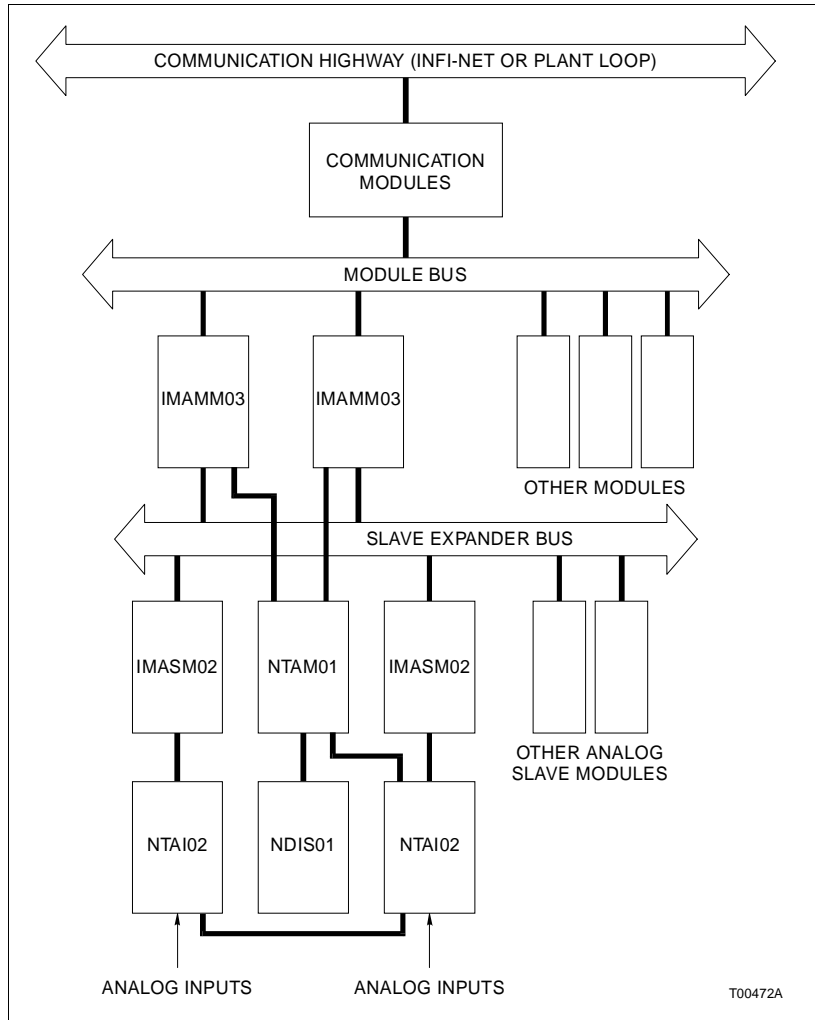 COMMUNICATION HIGHWAY (INFI-NET OR PLANT LOOP)
COMMUNICATION
MODULES
MODULE BUS
IMAMM03
IMAMM03
OTHER MODULES
SLAVE EXPANDER BUS
IMASM02
NTAM01
IMASM02
OTHER ANALOG
SLAVE MODULES
NTAI02
NDIS01
NTAI02
ANALOG INPUTS
ANALOG INPUTS
T00472A